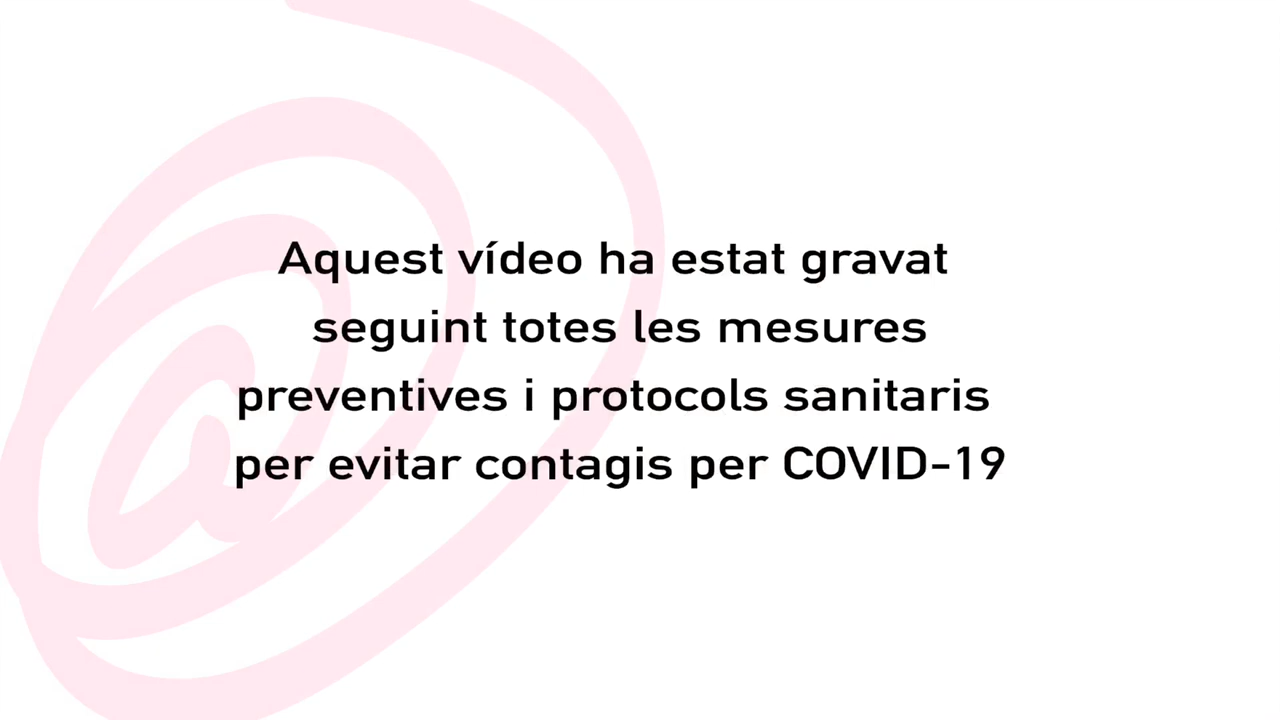 Aquest vídeo ha estat gravat
seguint totes les mesures
preventives i protocols sanitaris
per evitar contagis per COVID-19